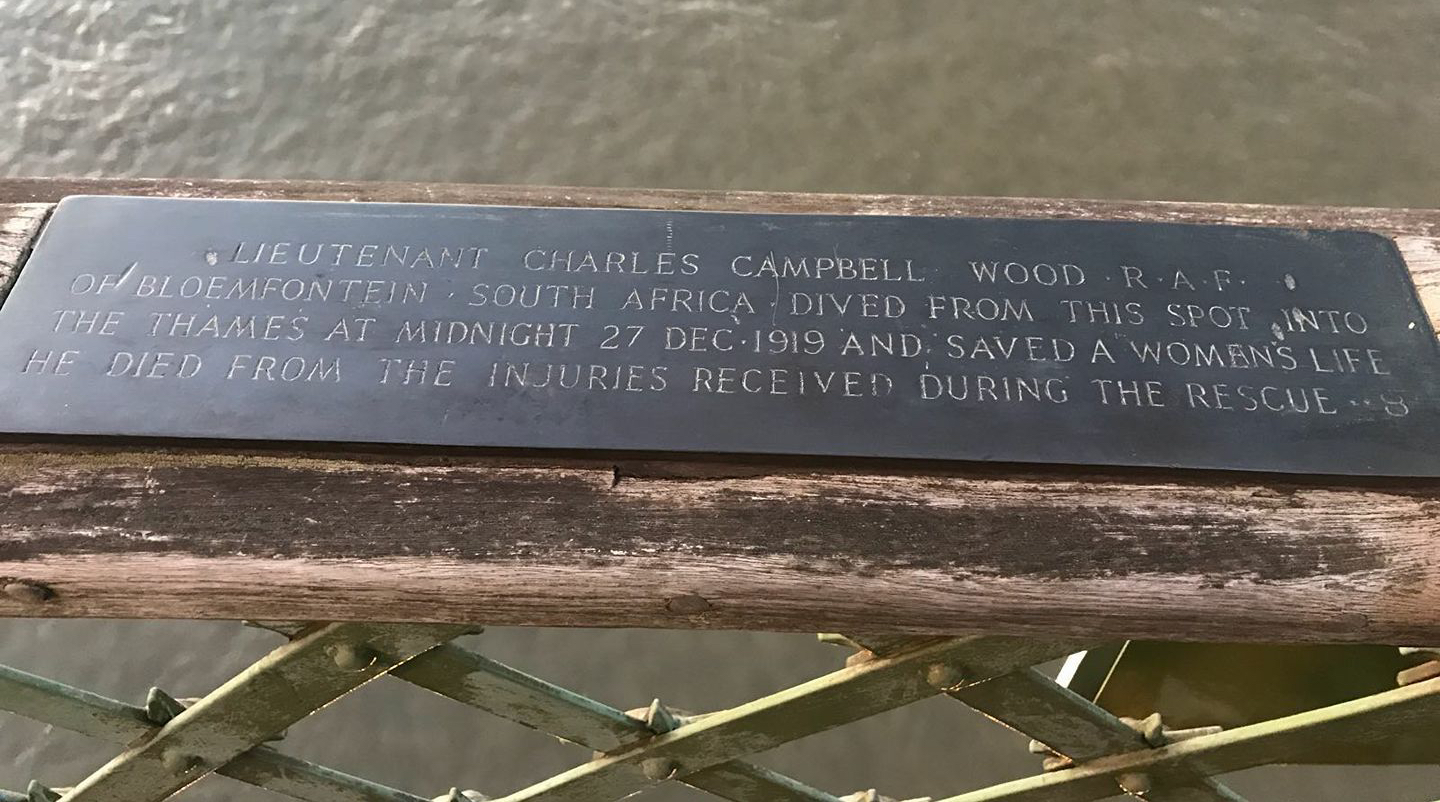 LIEUTENANT CHARLES CAMPBELL WOOD · R·A·F·
OF BLOEMFONTEIN · SOUTH AFRICA · DIVED FROM THIS SPOT INTO
THE THAMES AT MIDNIGHT 27 DEC·1919 AND SAVED A WOMEN'S LIFE
HE DIED FROM THE INJURIES RECEIVED DURING THE RESCUE